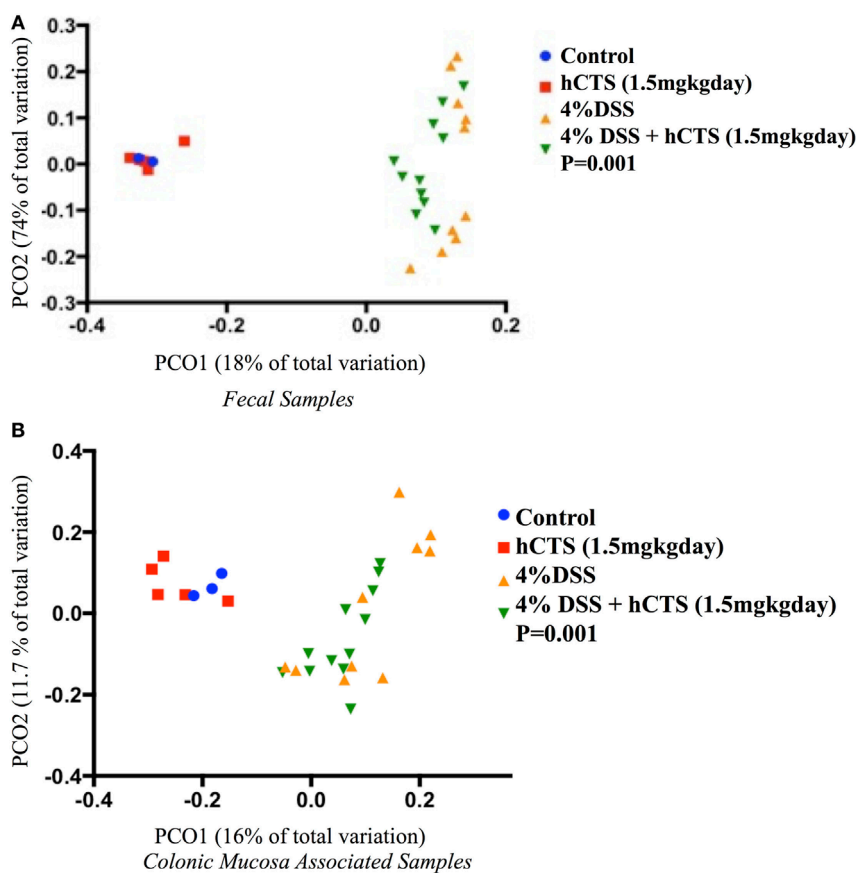 A
0.3
0.2
0.1
0.0
-0.1
-0.2
-0.3
PCO2 (74% of total variation)
-0.4
-0.2
0.0
0.2
PCO1 (18% of total variation)
Fecal Samples
Control
hCTS (1.5mgkgday)
4%DSS
4% DSS + hCTS (1.5mgkgday)
P=0.001
B
0.4
0.2
0.0
-0.2
-0.4
PCO2 (11.7 % of total variation)
-0.4
-0.2
0.0
0.2
PCO1 (16% of total variation)
Colonic Mucosa Associated Samples
Control
hCTS (1.5mgkgday)
4%DSS
4% DSS + hCTS (1.5mgkgday)
P=0.001